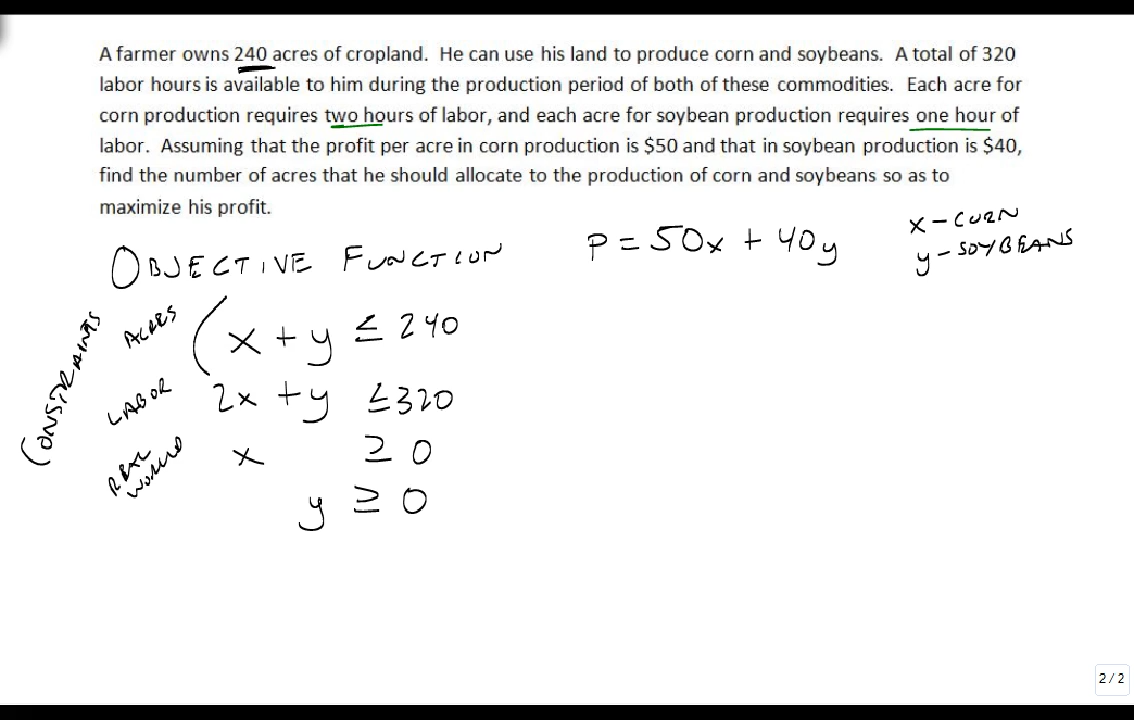 A farmer owns 240 acres of cropland. He can use his land to produce corn and soybeans. A total of 320
labor hours is available to him during the production period of both of these commodities. Each acre for
corn production requires two hours of labor, and each acre for soybean production requires one hour of
labor. Assuming that the profit per acre in corn production is $50 and that in soybean production is $40,
find the number of acres that he should allocate to the production of corn and soybeans so as to
maximize his profit.
OBJECTIVE FUNCTION
P = 50x + 40y
x - CORN
y - SOYBEANS
CONSTRAINTS
ACRES
x + y ≤ 240
LABOR
2x + y ≤ 320
REAL
WORLD
x ≥ 0
y ≥ 0
2 / 2